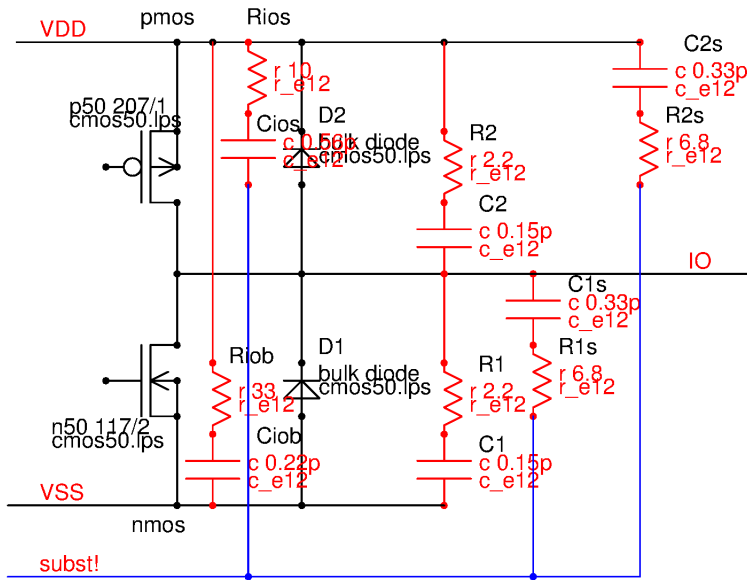 pmos
Rios
VDD
C2s
r 10
r_e12
c 0.33p
c_e12
p50 207/1
cmos50.lps
Cios
D2
R2
R2s
c 0.56p
c_e12
bulk diode
cmos50.lps
r 2.2
r_e12
r 6.8
r_e12
C2
c 0.15p
c_e12
IO
C1s
c 0.33p
c_e12
Riob
D1
R1
R1s
r 33
r_e12
bulk diode
cmos50.lps
r 2.2
r_e12
r 6.8
r_e12
n50 117/2
cmos50.lps
Ciob
C1
c 0.22p
c_e12
c 0.15p
c_e12
VSS
nmos
subst!